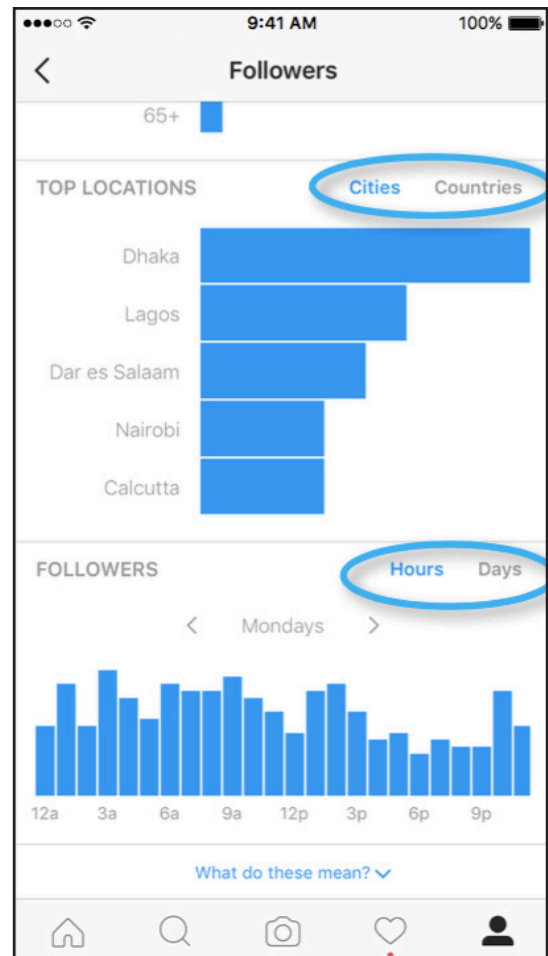 9:41 AM 100%
Followers
65+
TOP LOCATIONS Cities Countries
Dhaka
Lagos
Dar es Salaam
Nairobi
Calcutta
FOLLOWERS Hours Days
Mondays
12a 3a 6a 9a 12p 3p 6p 9p
What do these mean?